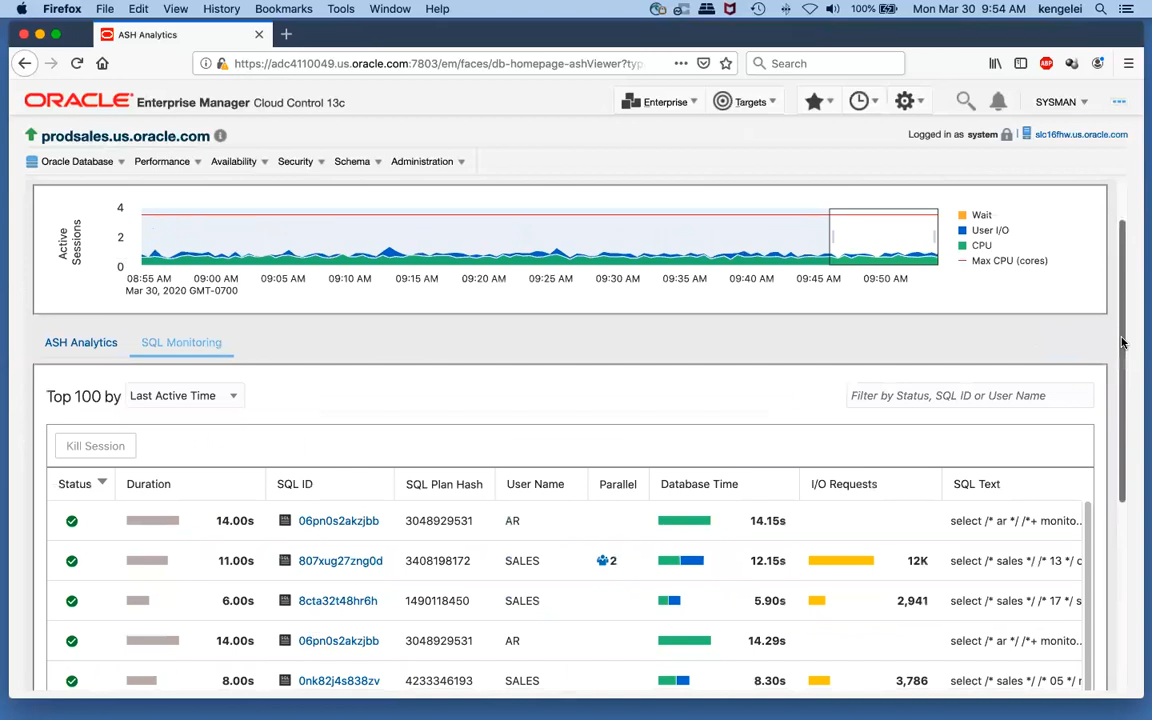 Firefox File Edit View History Bookmarks Tools Window Help 100% Mon Mar 30 9:54 AM kengelei
ASH Analytics
https://adc4110049.us.oracle.com:7803/em/faces/db-homepage-ashViewer?typ Search ABP
ORACLE Enterprise Manager Cloud Control 13c Enterprise Targets SYSMAN
prodsales.us.oracle.com Logged in as system slc16fhw.us.oracle.com
Oracle Database Performance Availability Security Schema Administration
Active Sessions
4
2
0
08:55 AM 09:00 AM 09:05 AM 09:10 AM 09:15 AM 09:20 AM 09:25 AM 09:30 AM 09:35 AM 09:40 AM 09:45 AM 09:50 AM
Mar 30, 2020 GMT-0700
Wait
User I/O
CPU
Max CPU (cores)
ASH Analytics SQL Monitoring
Top 100 by Last Active Time Filter by Status, SQL ID or User Name
Kill Session
Status Duration SQL ID SQL Plan Hash User Name Parallel Database Time I/O Requests SQL Text
14.00s SQL 06pn0s2akzjbb 3048929531 AR 14.15s select /* ar */ /*+ monito..
11.00s SQL 807xug27zng0d 3408198172 SALES 2 12.15s 12K select /* sales */ /* 13 */ c
6.00s SQL 8cta32t48hr6h 1490118450 SALES 5.90s 2,941 select /* sales */ /* 17 */ s
14.00s SQL 06pn0s2akzjbb 3048929531 AR 14.29s select /* ar */ /*+ monito..
8.00s SQL 0nk82j4s838zv 4233346193 SALES 8.30s 3,786 select /* sales */ /* 05 */ r